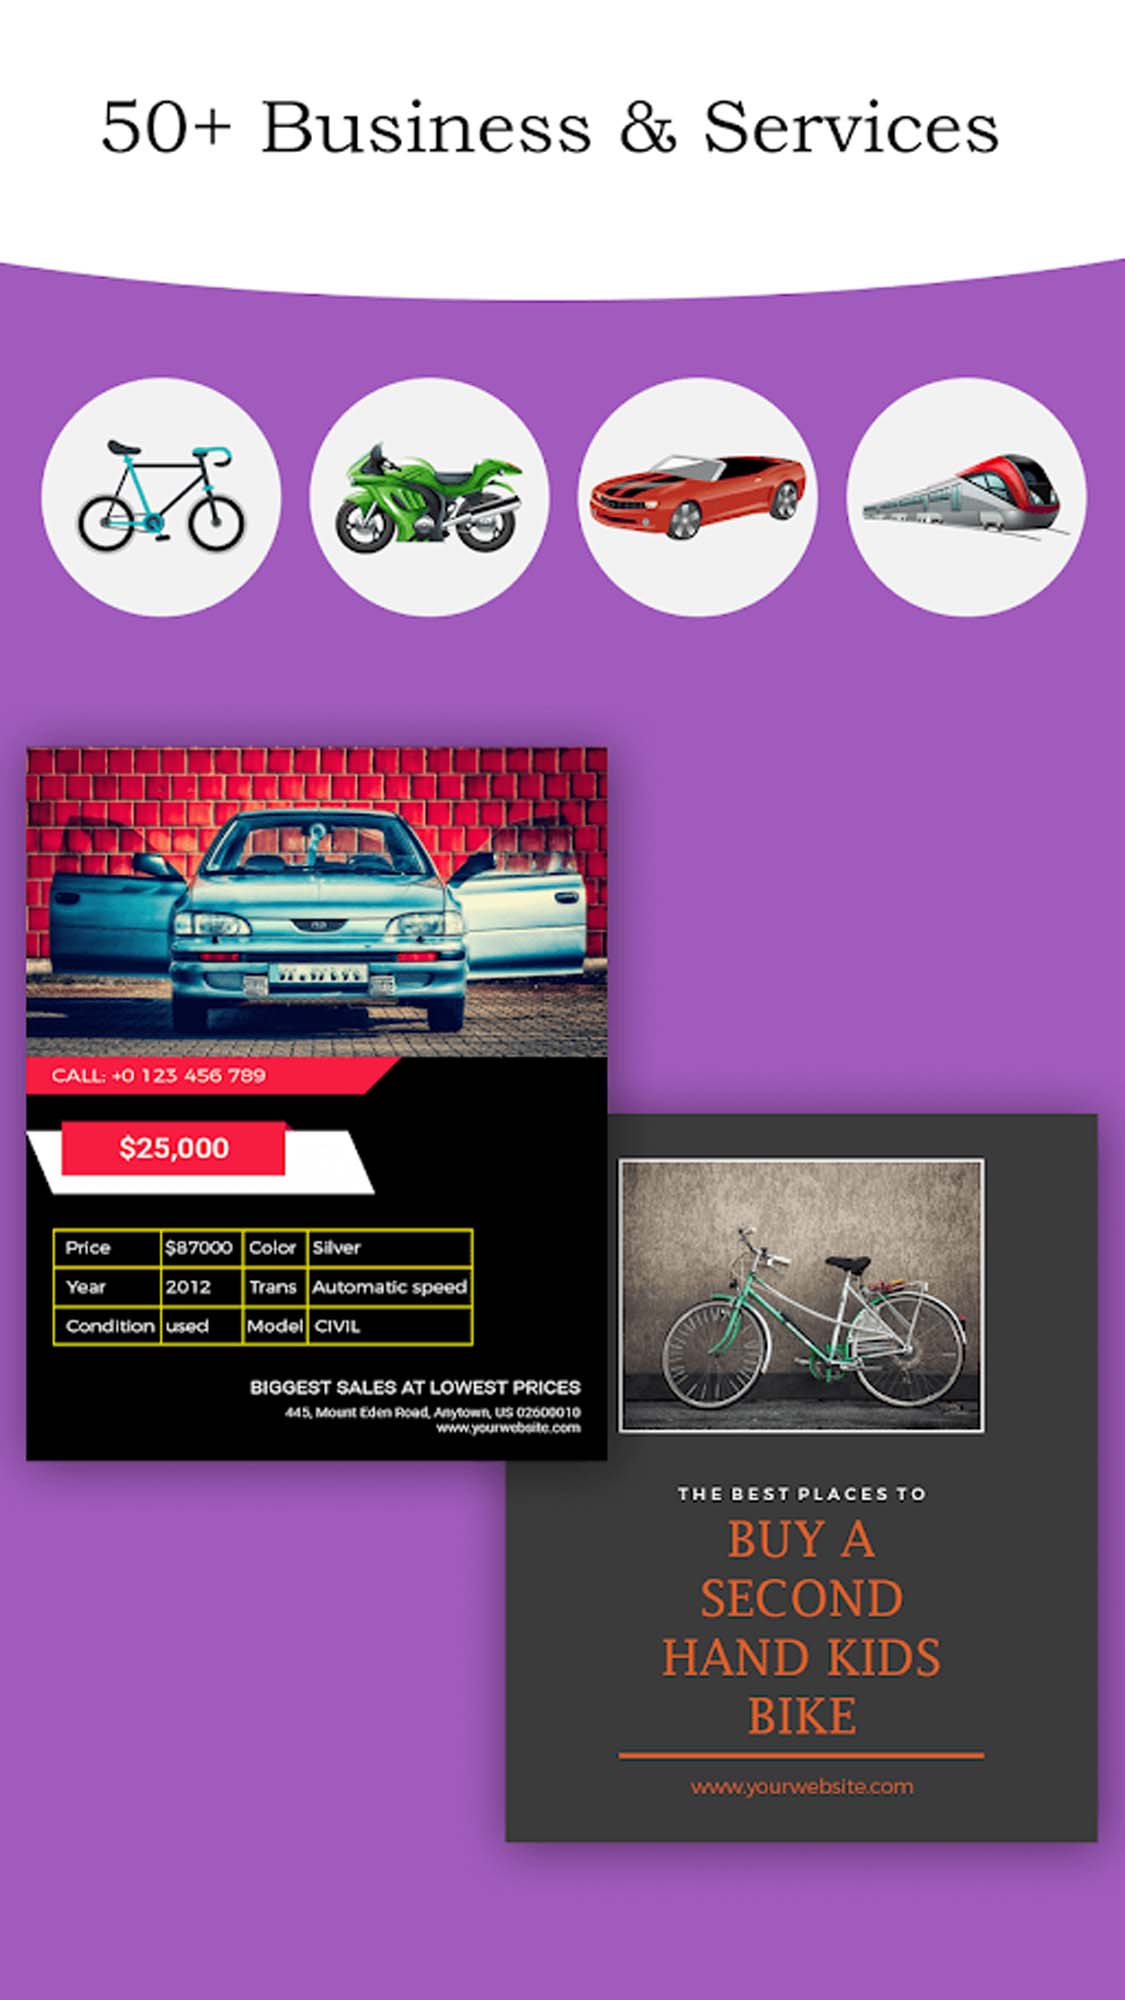 50+ Business & Services
CALL: +0 123 456 789
$25,000
Price $87000 Color Silver
Year 2012 Trans Automatic speed
Condition used Model CIVIL
BIGGEST SALES AT LOWEST PRICES
445, Mount Eden Road, Anytown, US 02600010
www.yourwebsite.com
THE BEST PLACES TO
BUY A
SECOND
HAND KIDS
BIKE
www.yourwebsite.com